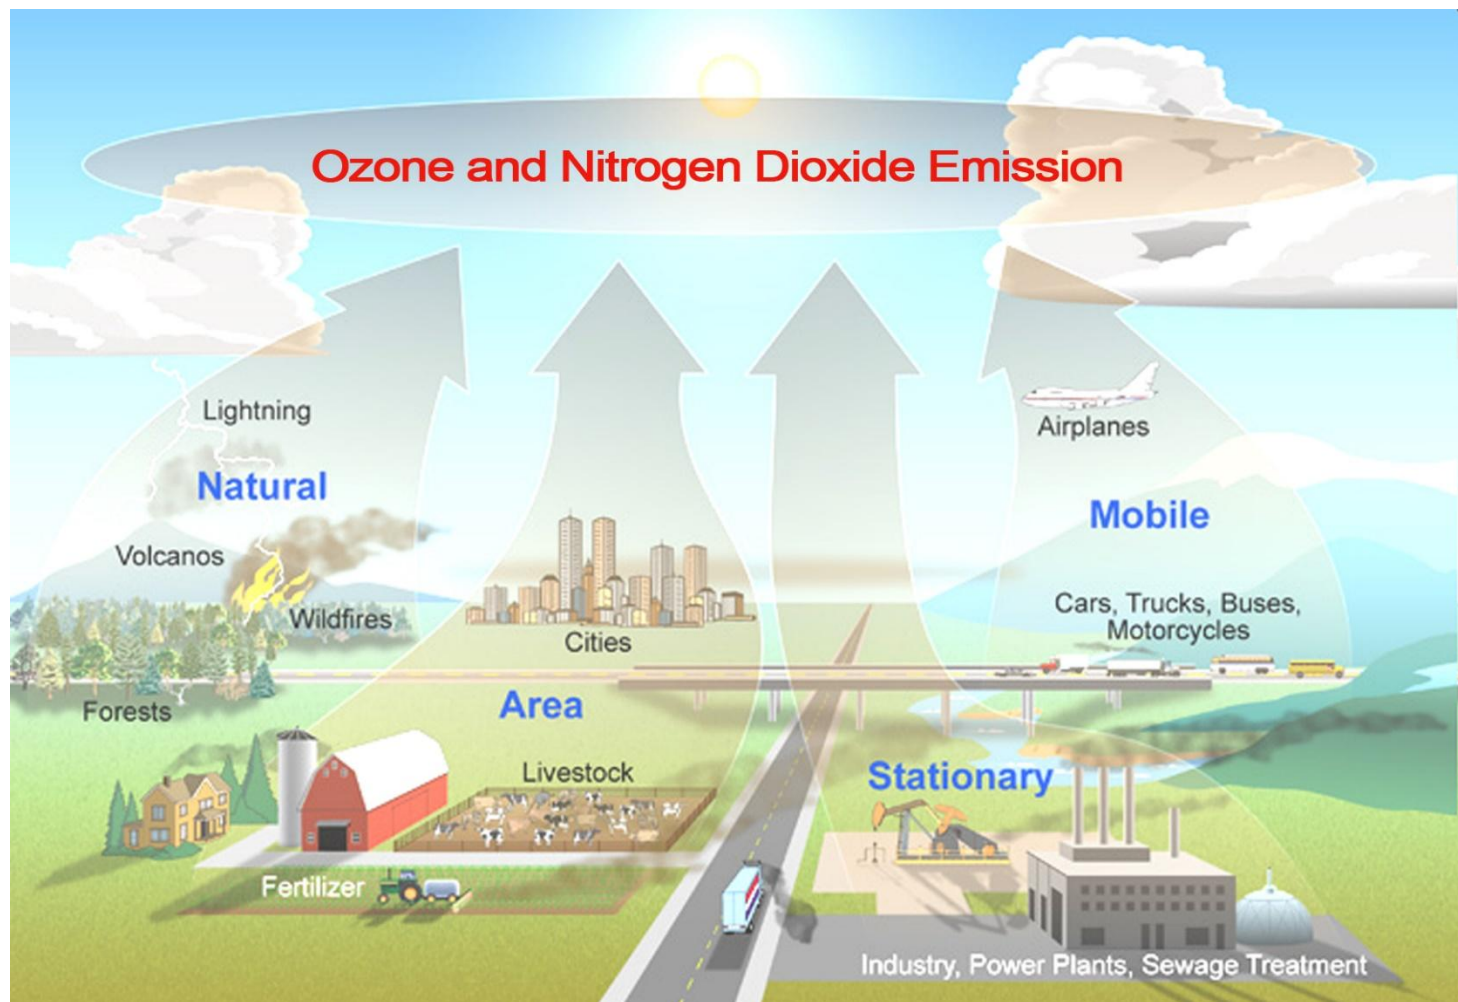 Ozone and Nitrogen Dioxide Emission
Lightning
Natural
Volcanos
Wildfires
Forests
Cities
Area
Livestock
Fertilizer
Airplanes
Mobile
Cars, Trucks, Buses,
Motorcycles
Stationary
Industry, Power Plants, Sewage Treatment